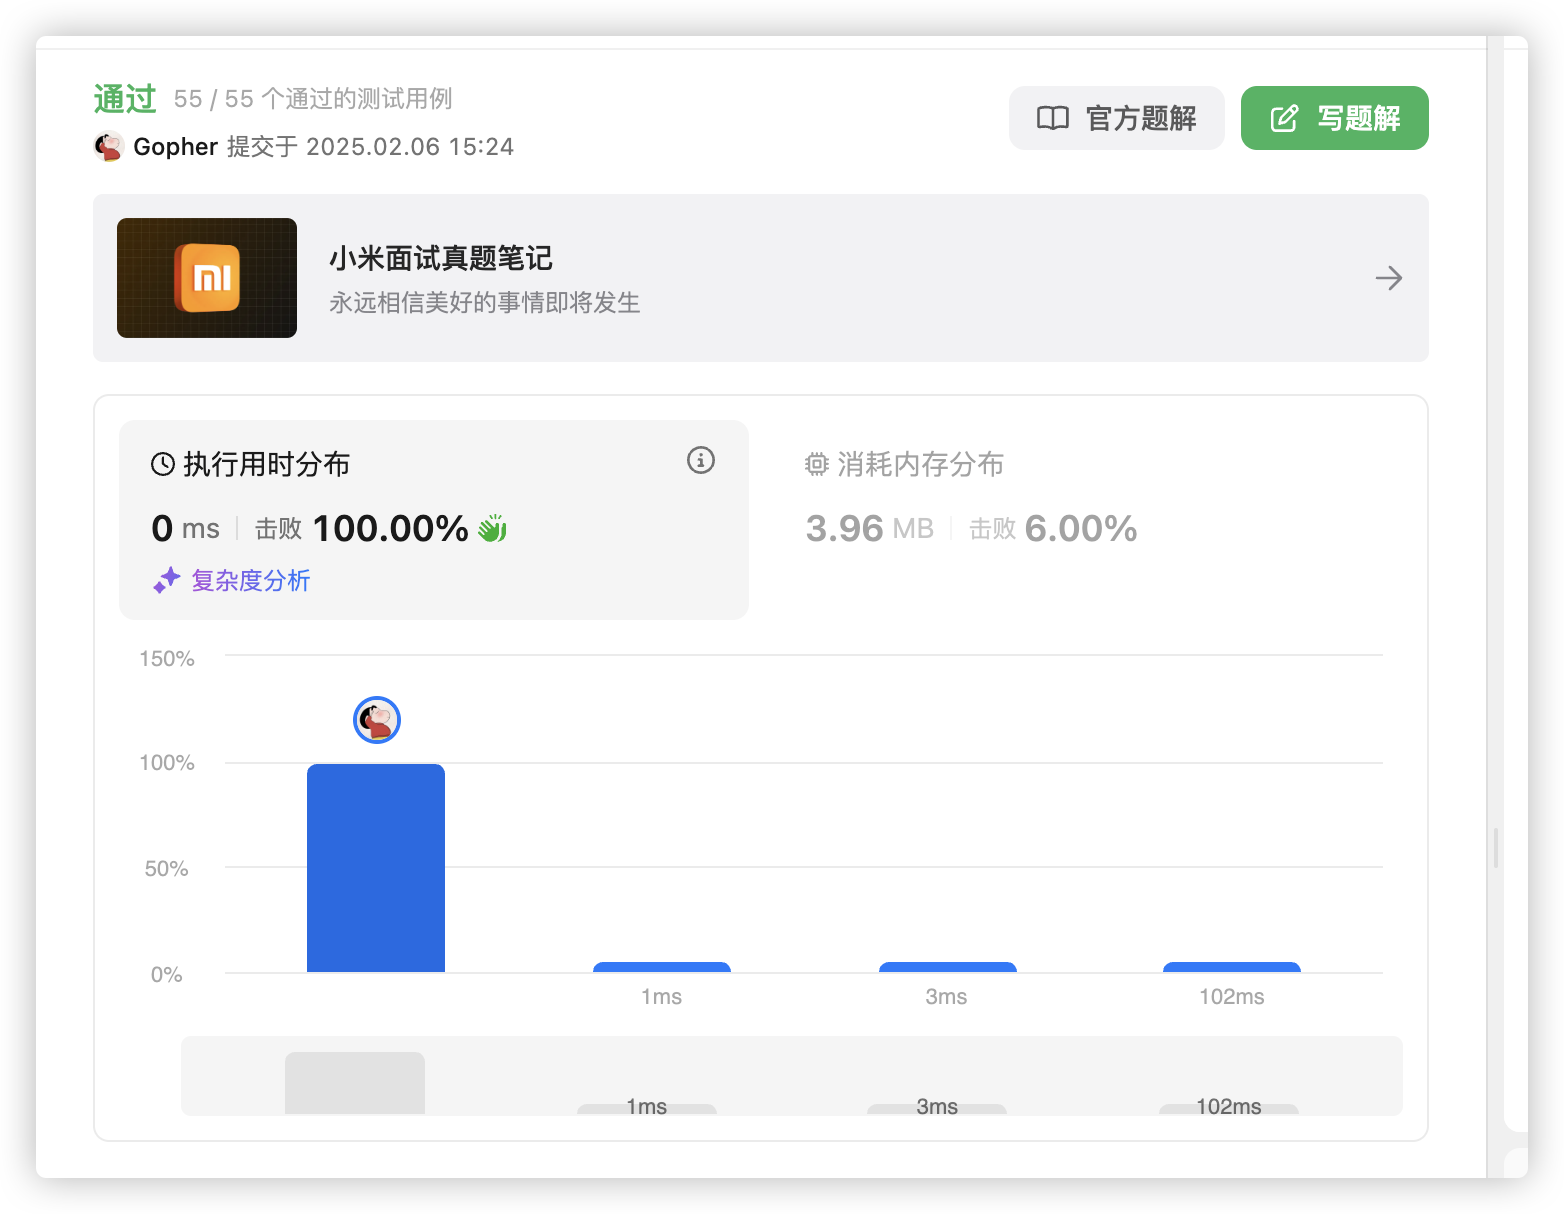 通过 55 / 55 个通过的测试用例
Gopher 提交于 2025.02.06 15:24
官方题解
写题解
小米面试真题笔记
永远相信美好的事情即将发生
执行用时分布
0 ms 击败 100.00%
复杂度分析
消耗内存分布
3.96 MB 击败 6.00%
150%
100%
50%
0%
1ms 3ms 102ms
1ms 3ms 102ms